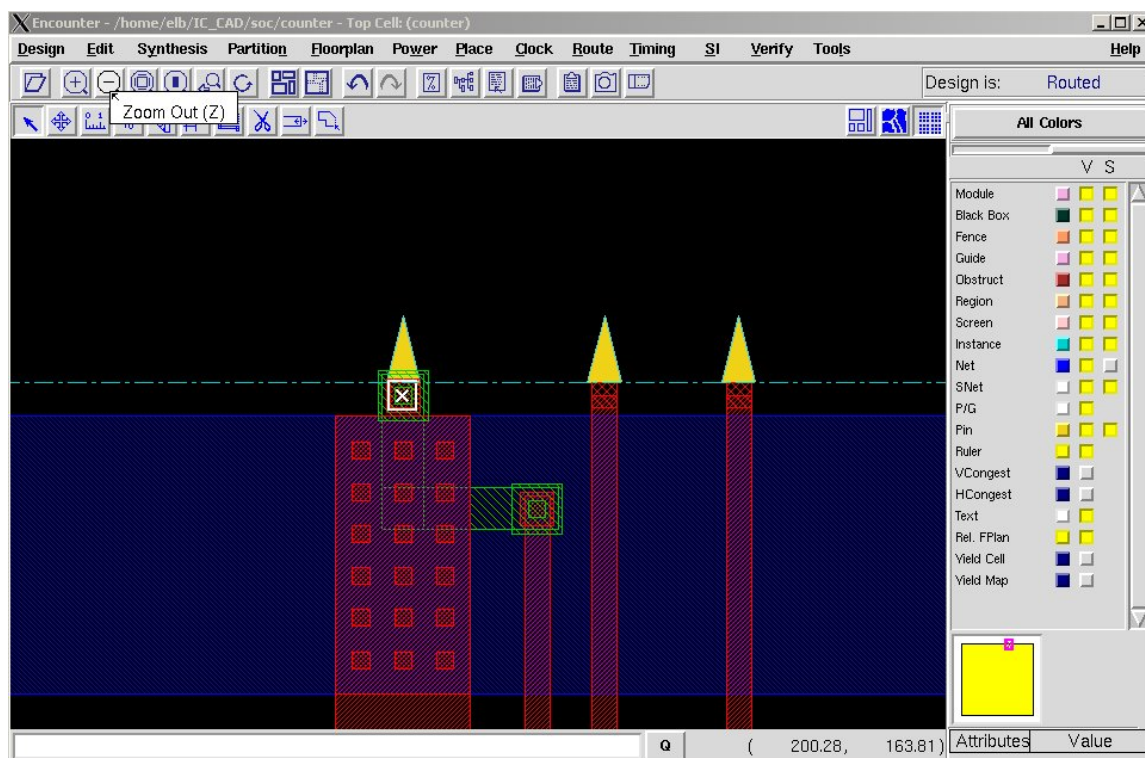 Encounter - /home/elb/IC_CAD/soc/counter - Top Cell: (counter)
Design Edit Synthesis Partition Floorplan Power Place Clock Route Timing SI Verify Tools Help
Design is: Routed
Zoom Out (Z)
All Colors
V S
Module
Black Box
Fence
Guide
Obstruct
Region
Screen
Instance
Net
SNet
P/G
Pin
Ruler
VCongest
HCongest
Text
Rel. FPlan
Yield Cell
Yield Map
Q ( 200.28, 163.81)
Attributes Value